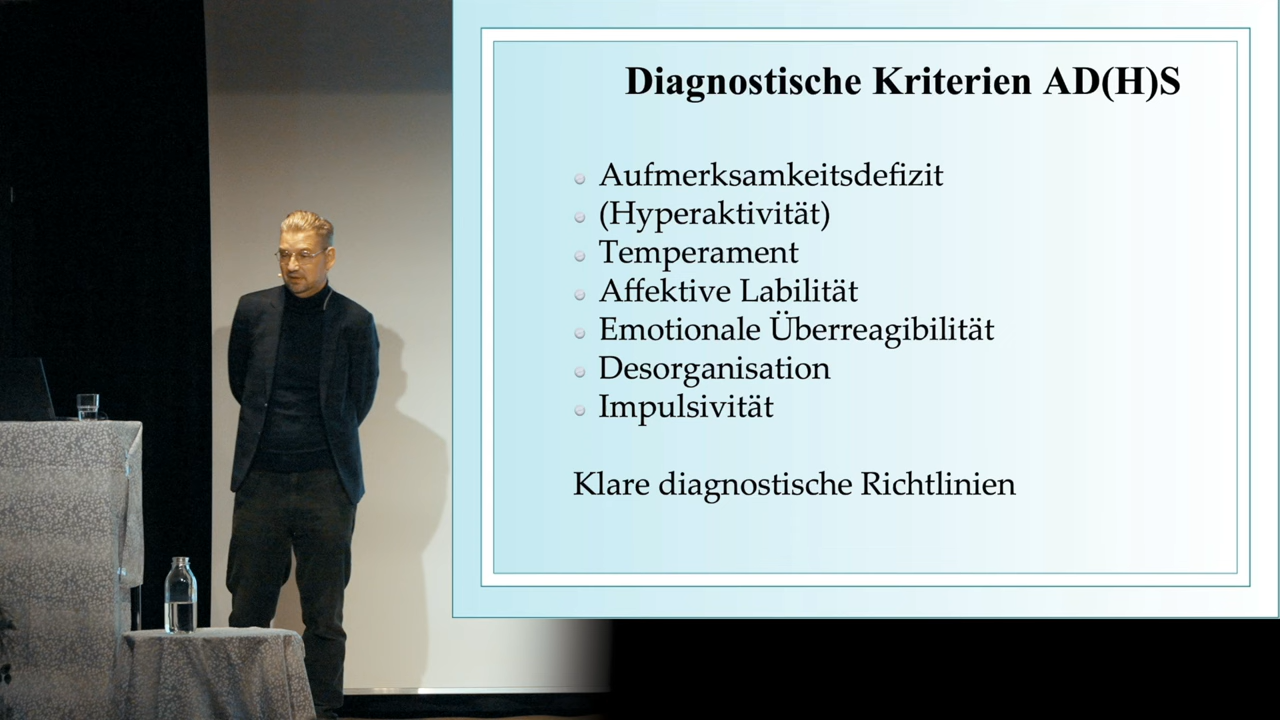 Diagnostische Kriterien AD(H)S
Aufmerksamkeitsdefizit
(Hyperaktivität)
Temperament
Affektive Labilität
Emotionale Überreagibilität
Desorganisation
Impulsivität
Klare diagnostische Richtlinien